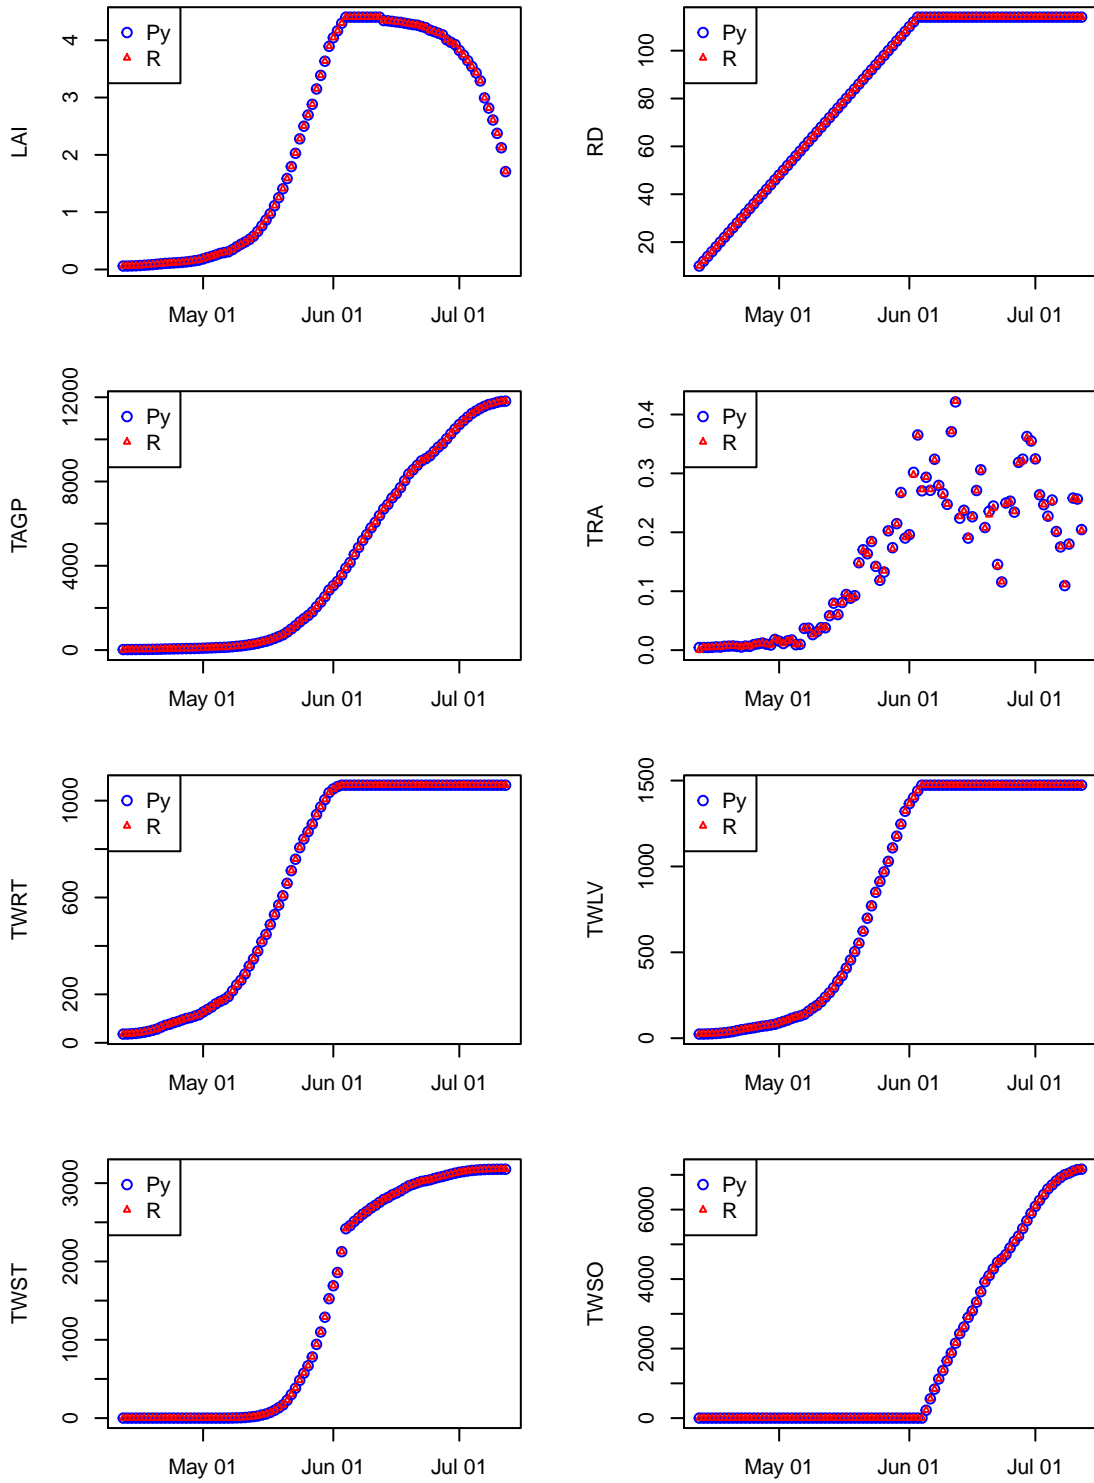 LAI
4
3
2
1
0
Py
R
May 01 Jun 01 Jul 01
RD
100
80
60
40
20
Py
R
May 01 Jun 01 Jul 01
TAGP
12000
8000
4000
0
Py
R
May 01 Jun 01 Jul 01
TRA
0.4
0.3
0.2
0.1
0.0
Py
R
May 01 Jun 01 Jul 01
TWRT
1000
600
200
0
Py
R
May 01 Jun 01 Jul 01
TWLV
1500
1000
500
0
Py
R
May 01 Jun 01 Jul 01
TWST
3000
2000
1000
0
Py
R
May 01 Jun 01 Jul 01
TWSO
6000
4000
2000
0
Py
R
May 01 Jun 01 Jul 01